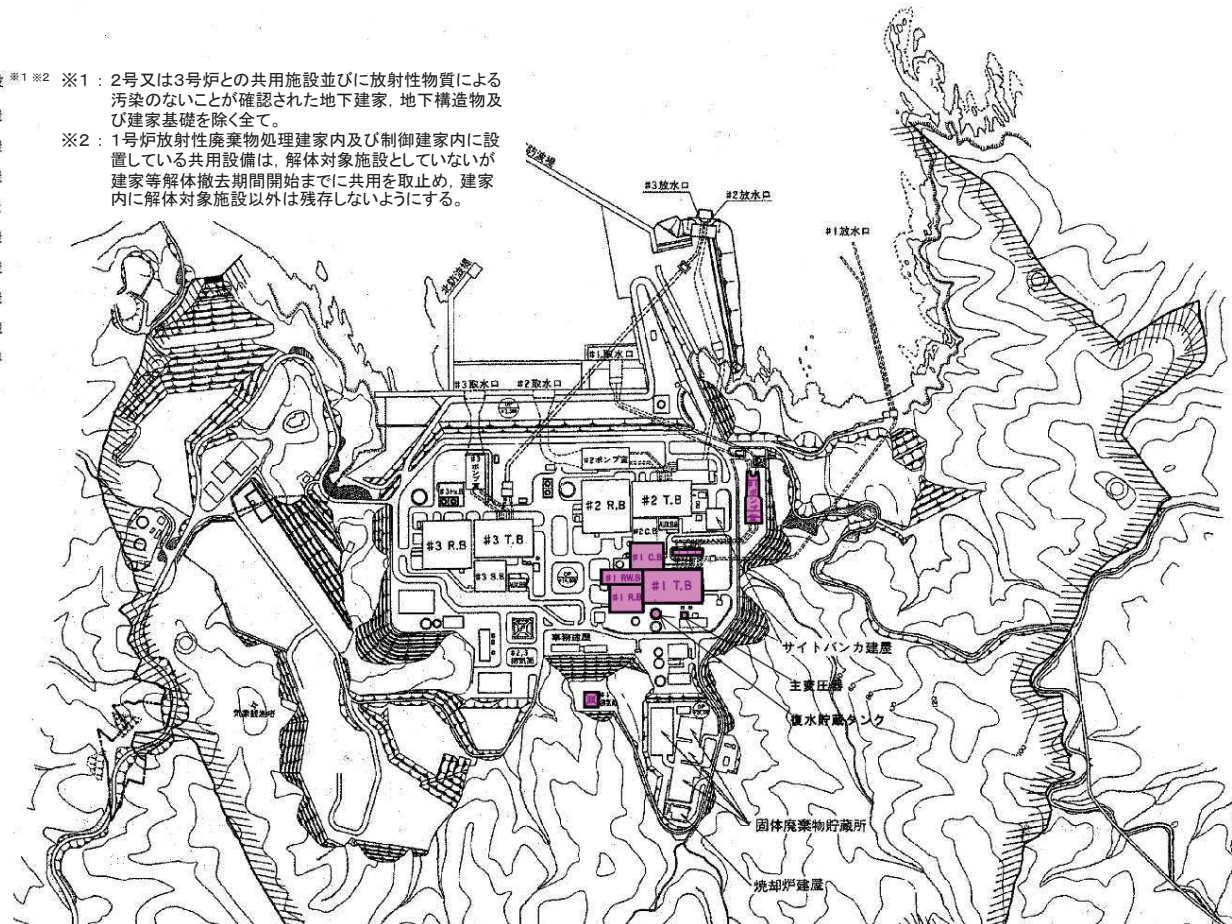 ※1 ※2
※1 : 2号又は3号炉との共用施設並びに放射性物質による
汚染のないことが確認された地下建家, 地下構造物及
び建家基礎を除く全て。
※2 : 1号炉放射性廃棄物処理建家内及び制御建家内に設
置している共用設備は, 解体対象施設としていないが
建家等解体撤去期間開始までに共用を取止め, 建家
内に解体対象施設以外は残存しないようにする。
#3放水口
#2放水口
#1放水口
#1取水口
#3取水口
#2取水口
#2ポンプ室
#2 T.B
#2 R.B
#2 C.B
#3 T.B
#3 R.B
#3 S.B
#1 C.B
#1 RW.B
#1 T.B
#1 R.B
事務建屋
#2,3
サイトバンカ建屋
主変圧器
復水貯蔵タンク
気象観測塔
固体廃棄物貯蔵所
焼却炉建屋